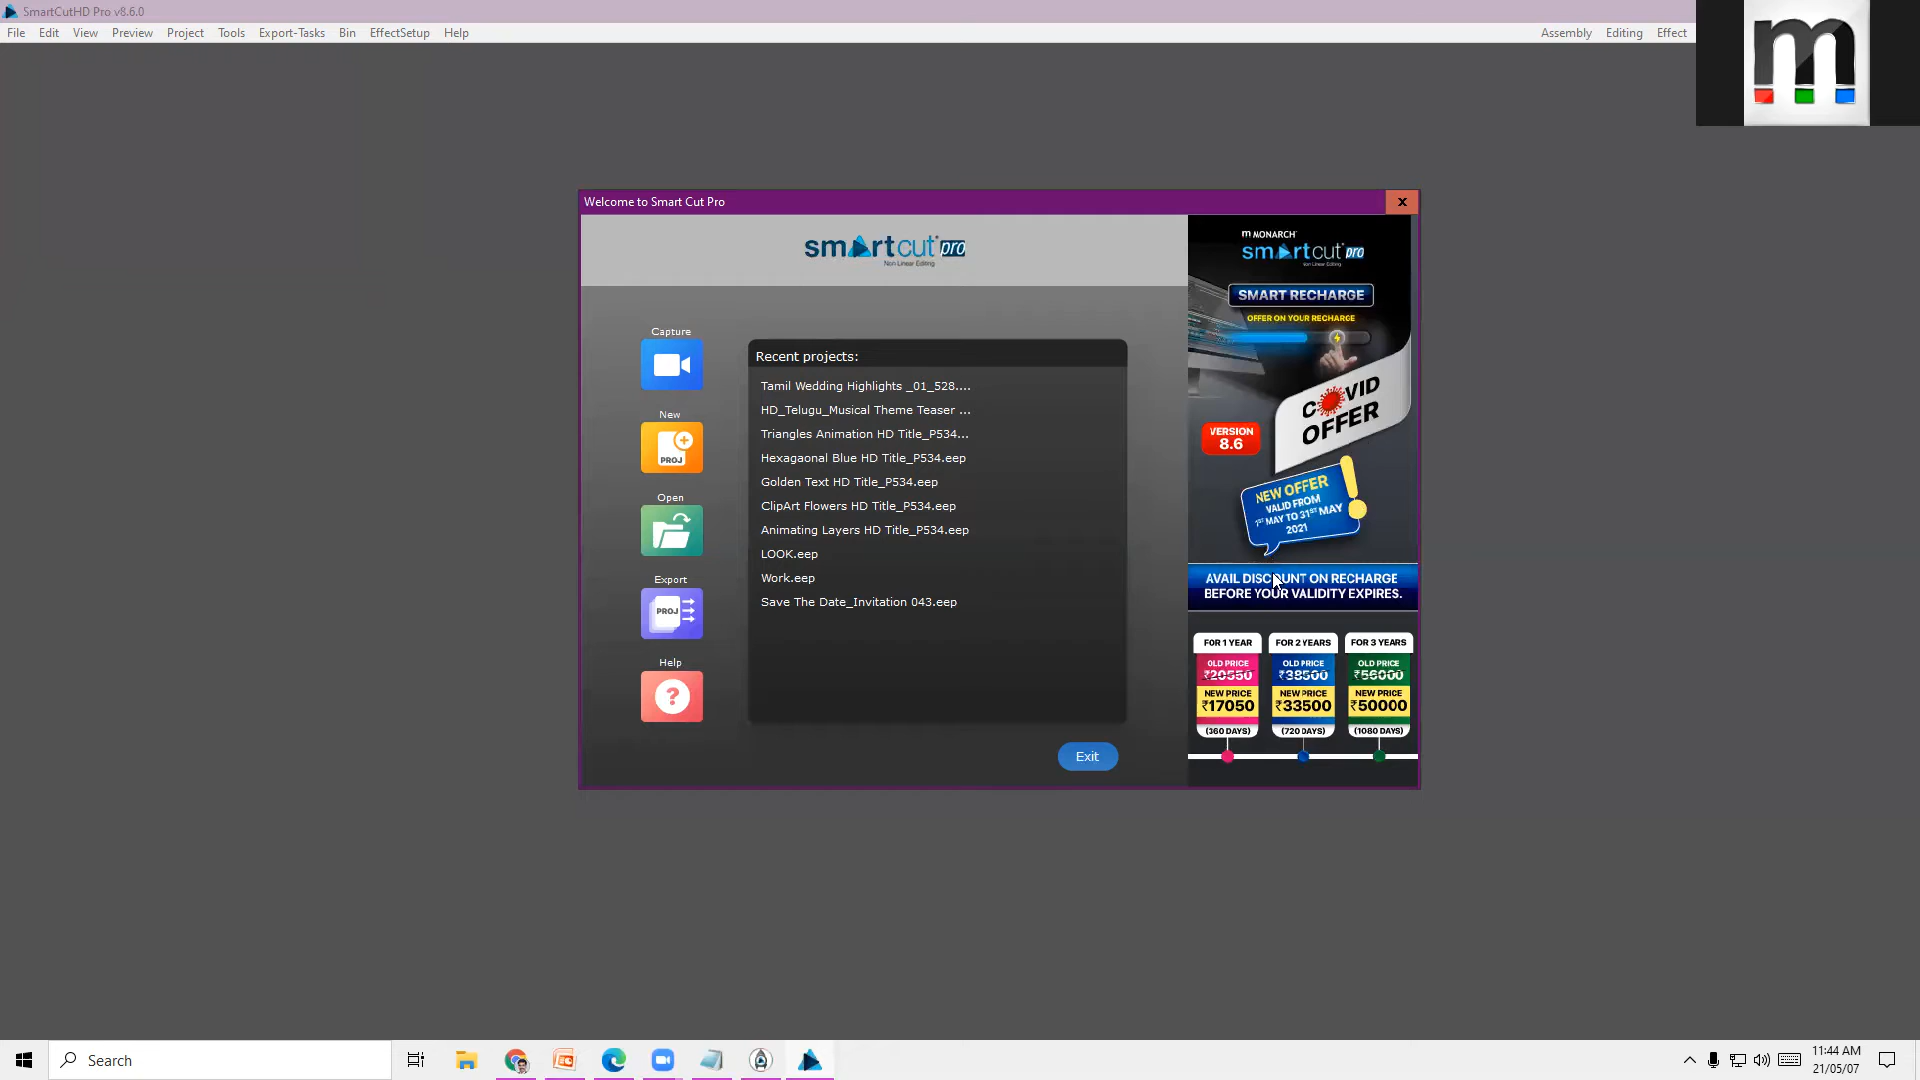 SmartCutHD Pro v8.6.0
File Edit View Preview Project Tools Export-Tasks Bin EffectSetup Help
Assembly Editing Effect
m
Welcome to Smart Cut Pro
smartcut pro
Non Linear Editing
Capture
New
PROJ
Open
Export
PROJ
Help
?
Recent projects:
Tamil Wedding Highlights _01_528....
HD_Telugu_Musical Theme Teaser ...
Triangles Animation HD Title_P534...
Hexagaonal Blue HD Title_P534.eep
Golden Text HD Title_P534.eep
ClipArt Flowers HD Title_P534.eep
Animating Layers HD Title_P534.eep
LOOK.eep
Work.eep
Save The Date_Invitation 043.eep
Exit
m MONARCH
smartcut pro
Non Linear Editing
SMART RECHARGE
OFFER ON YOUR RECHARGE
COVID
OFFER
VERSION
8.6
NEW OFFER
VALID FROM
1ST MAY TO 31ST MAY
2021
AVAIL DISCOUNT ON RECHARGE
BEFORE YOUR VALIDITY EXPIRES.
FOR 1 YEAR FOR 2 YEARS FOR 3 YEARS
OLD PRICE OLD PRICE OLD PRICE
₹20550 ₹38500 ₹56000
NEW PRICE NEW PRICE NEW PRICE
₹17050 ₹33500 ₹50000
(360 DAYS) (720 DAYS) (1080 DAYS)
Search
11:44 AM
21/05/07